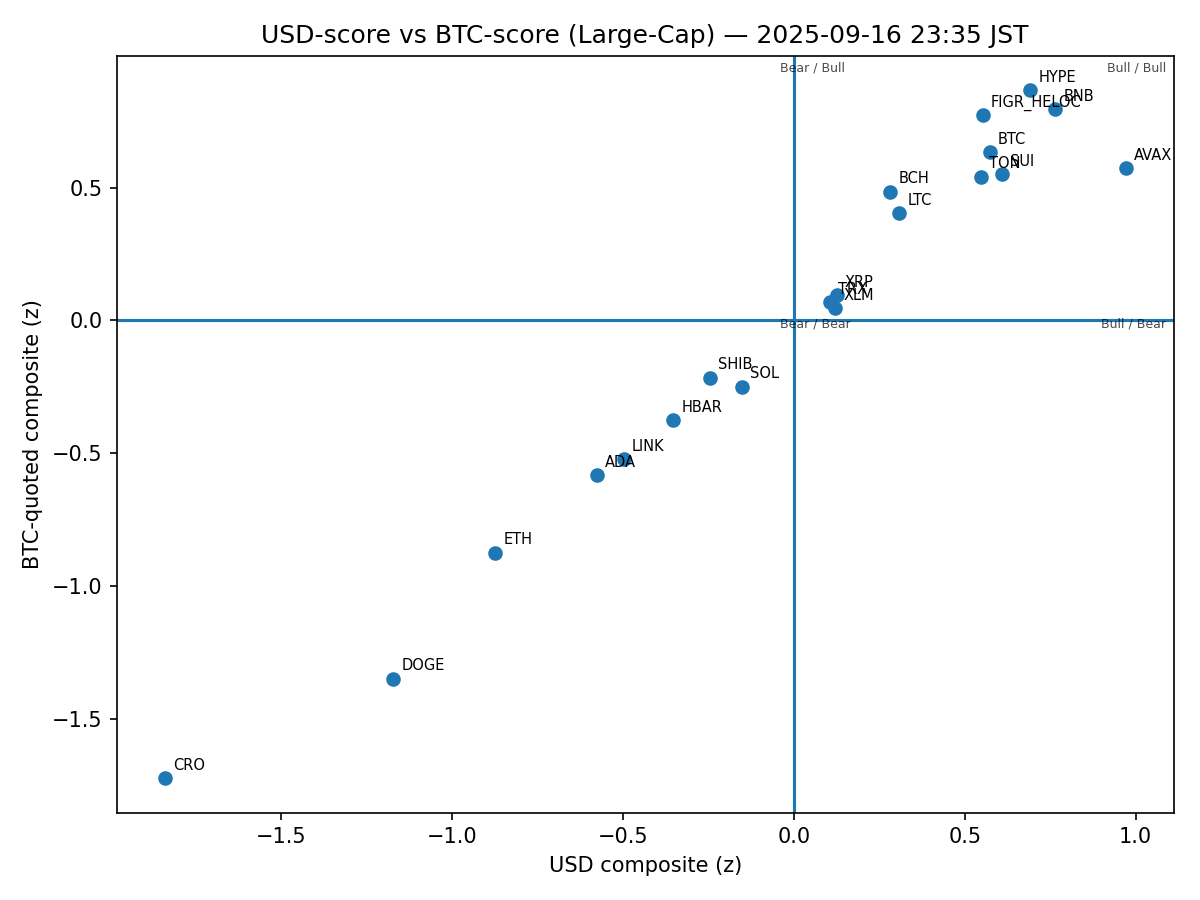 USD-score vs BTC-score (Large-Cap) — 2025-09-16 23:35 JST
Bear / Bull
Bull / Bull
HYPE
BNB
FIGR_HELOC
BTC
AVAX
SUI
TON
BCH
LTC
XRP
TRX
XLM
Bear / Bear
Bull / Bear
SHIB
SOL
HBAR
LINK
ADA
ETH
DOGE
CRO
0.5
0.0
−0.5
−1.0
−1.5
BTC-quoted composite (z)
−1.5
−1.0
−0.5
0.0
0.5
1.0
USD composite (z)